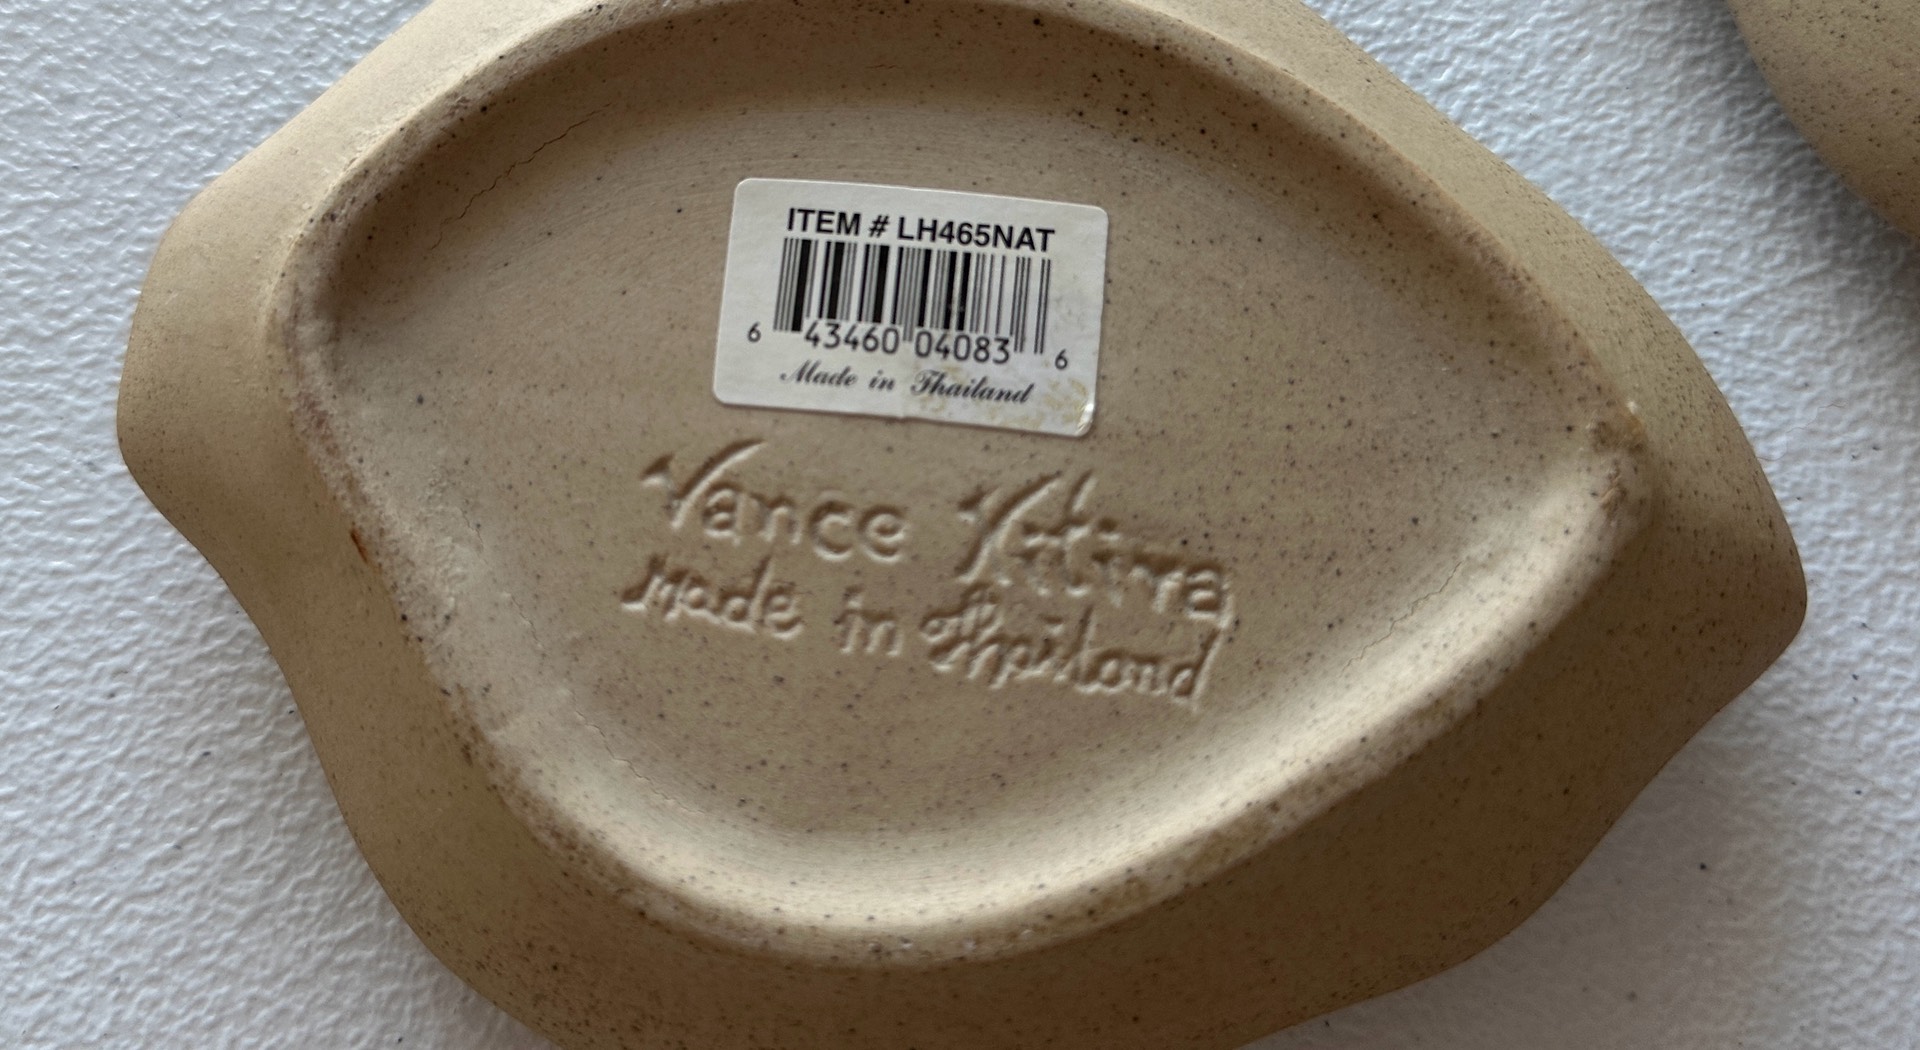 ITEM # LH465NAT
6 43460 04083 6
Made in Thailand
Vance Kitira
Made in Thailand